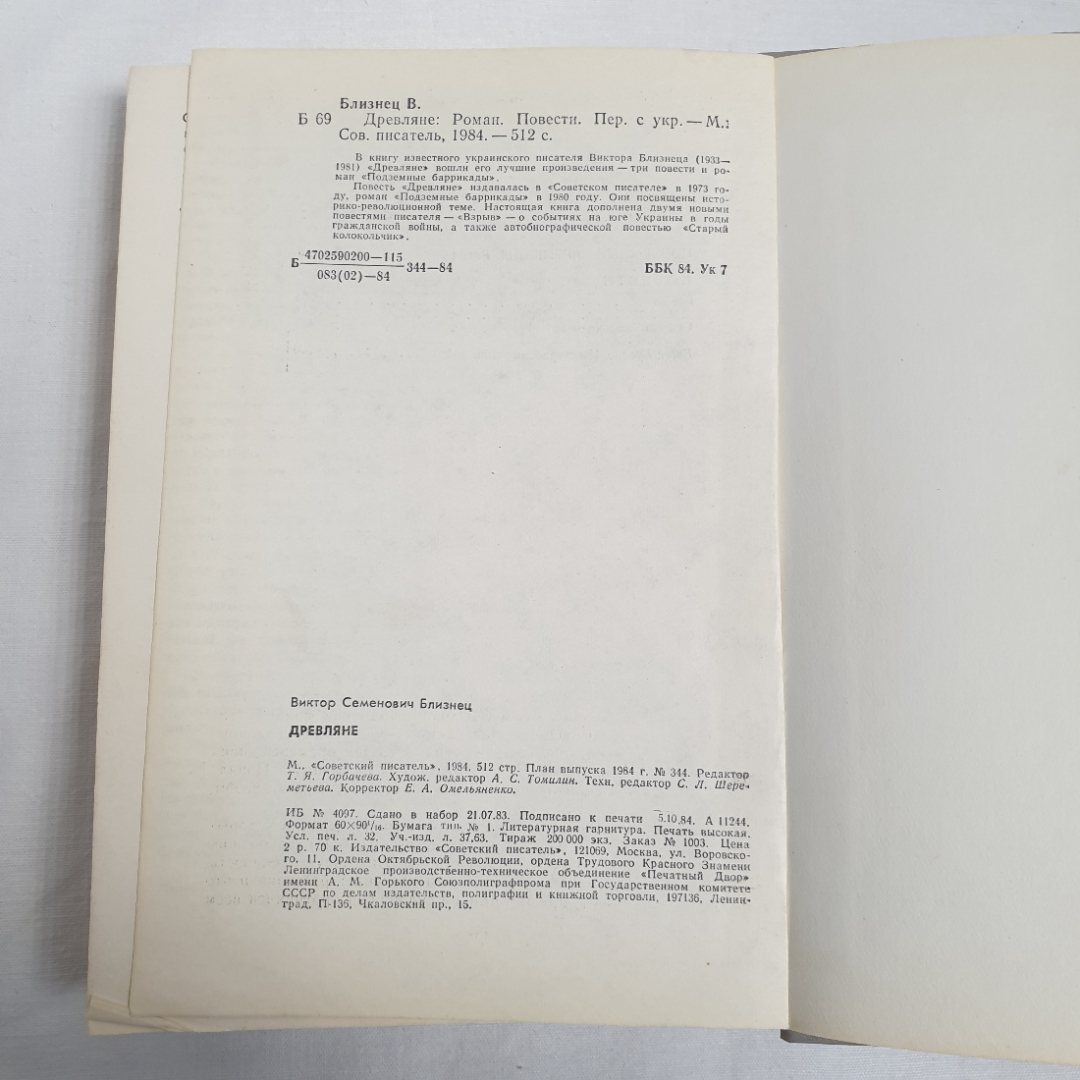 Близнец В.
Б 69 Древляне: Роман. Повести. Пер. с укр. — М.:
Сов. писатель, 1984. — 512 с.
В книгу известного украинского писателя Виктора Близнеца (1933—
1981) «Древляне» вошли его лучшие произведения — три повести и ро-
ман «Подземные баррикады».
Повесть «Древляне» издавалась в «Советском писателе» в 1973 го-
ду, роман «Подземные баррикады» в 1980 году. Они посвящены исто-
рико-революционной теме. Настоящая книга дополнена двумя новыми
повестями писателя — «Взрыв» — о событиях на юге Украины в годы
гражданской войны, а также автобиографической повестью «Старый
колокольчик».
Б 4702590200—115
083(02)—84 344—84 ББК 84. Ук 7
Виктор Семенович Близнец
ДРЕВЛЯНЕ
М., «Советский писатель», 1984, 512 стр. План выпуска 1984 г. № 344. Редактор
Т. Я. Горбачева. Худож. редактор А. С. Томилин. Техн. редактор С. Л. Шере-
метьева. Корректор Е. А. Омельяненко.
ИБ № 4097. Сдано в набор 21.07.83. Подписано к печати 5.10.84. А 11244.
Формат 60×90¹/₁₆. Бумага тип. № 1. Литературная гарнитура. Печать высокая.
Усл. печ. л. 32. Уч.-изд. л. 37,63. Тираж 200 000 экз. Заказ № 1003. Цена
2 р. 70 к. Издательство «Советский писатель», 121069, Москва, ул. Воровско-
го, 11. Ордена Октябрьской Революции, ордена Трудового Красного Знамени
Ленинградское производственно-техническое объединение «Печатный Двор»
имени А. М. Горького Союзполиграфпрома при Государственном комитете
СССР по делам издательств, полиграфии и книжной торговли, 197136, Ленин-
град, П-136, Чкаловский пр., 15.